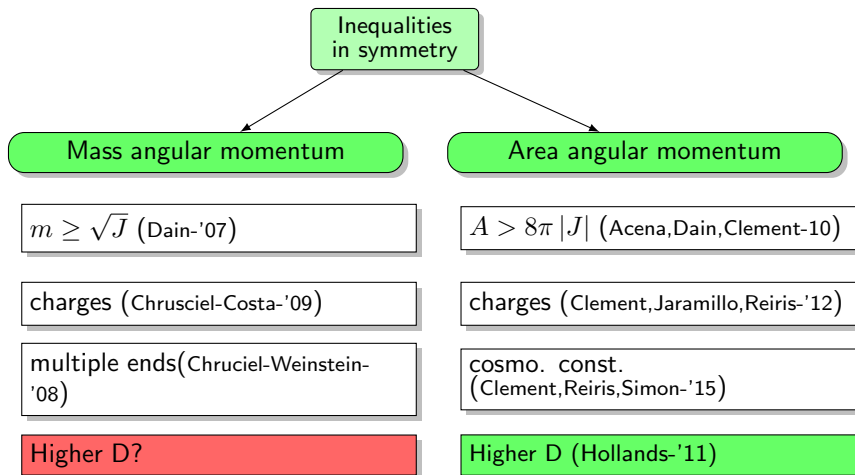 Inequalities
in symmetry
Mass angular momentum
m ≥ √J (Dain-'07)
charges (Chrusciel-Costa-'09)
multiple ends(Chruciel-Weinstein-
'08)
Higher D?
Area angular momentum
A > 8π |J| (Acena,Dain,Clement-10)
charges (Clement,Jaramillo,Reiris-'12)
cosmo. const.
(Clement,Reiris,Simon-'15)
Higher D (Hollands-'11)